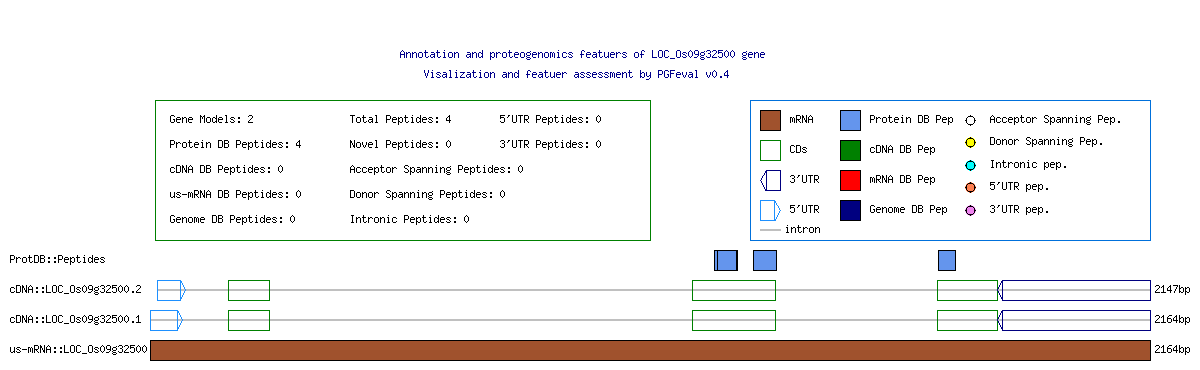 Annotation and proteogenomics featuers of LOC_Os09g32500 gene
Visalization and featuer assessment by PGFeval v0.4
Gene Models: 2 Total Peptides: 4 5'UTR Peptides: 0
Protein DB Peptides: 4 Novel Peptides: 0 3'UTR Peptides: 0
cDNA DB Peptides: 0 Acceptor Spanning Peptides: 0
us-mRNA DB Peptides: 0 Donor Spanning Peptides: 0
Genome DB Peptides: 0 Intronic Peptides: 0
mRNA Protein DB Pep Acceptor Spanning Pep.
CDs cDNA DB Pep Donor Spanning Pep.
3'UTR mRNA DB Pep Intronic pep.
5'UTR Genome DB Pep 5'UTR pep.
intron 3'UTR pep.
ProtDB::Peptides
cDNA::LOC_Os09g32500.2 2147bp
cDNA::LOC_Os09g32500.1 2164bp
us-mRNA::LOC_Os09g32500 2164bp